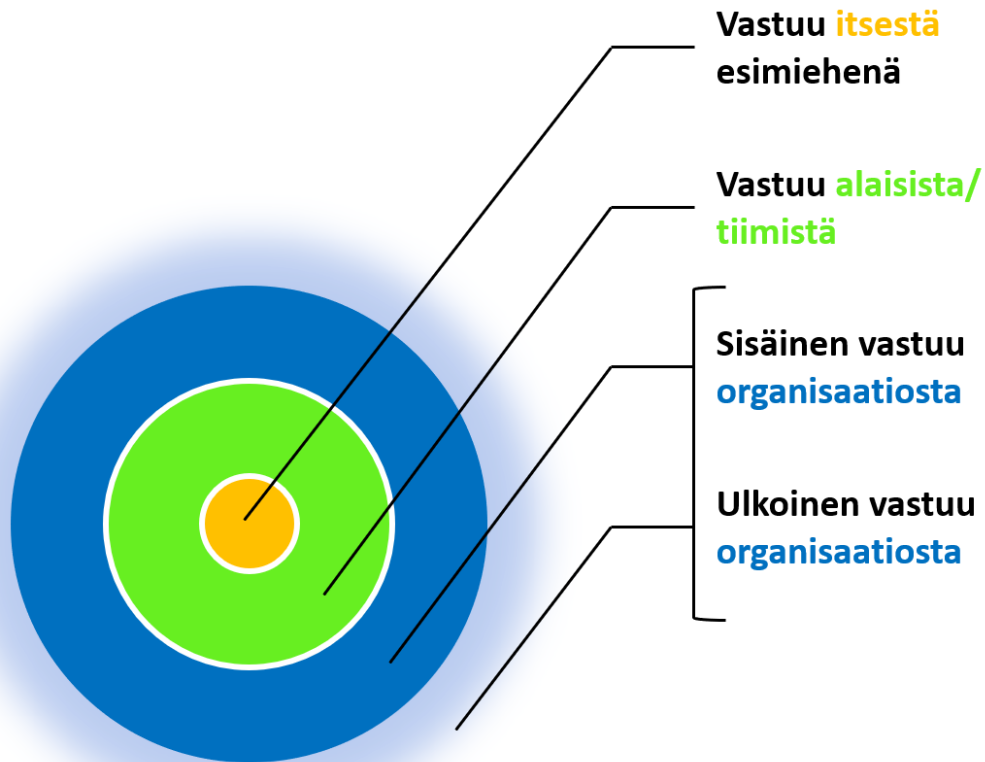 Vastuu itsestä
esimiehenä
Vastuu alaisista/
tiimistä
Sisäinen vastuu
organisaatiosta
Ulkoinen vastuu
organisaatiosta